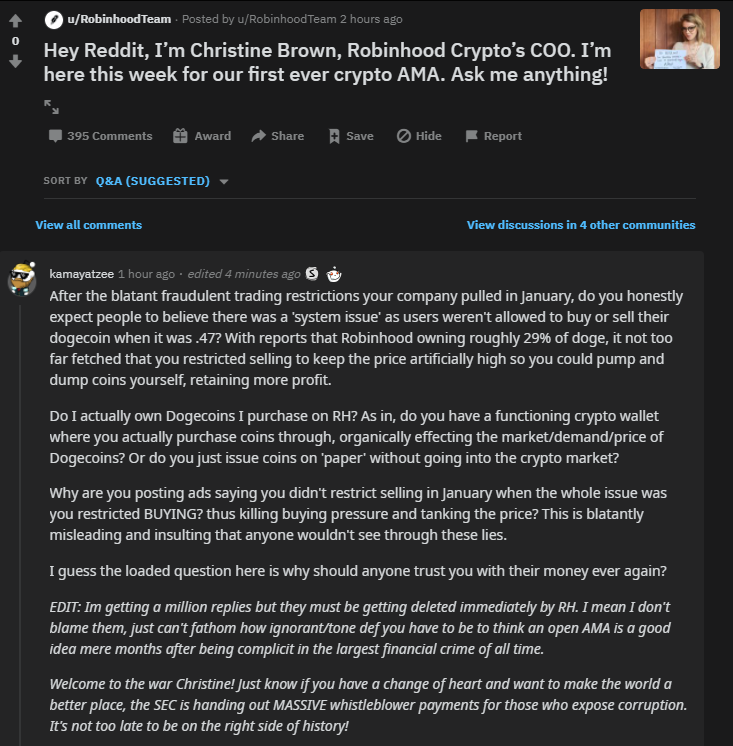 u/RobinhoodTeam · Posted by u/RobinhoodTeam 2 hours ago
0
Hey Reddit, I'm Christine Brown, Robinhood Crypto's COO. I'm
here this week for our first ever crypto AMA. Ask me anything!
395 Comments Award Share Save Hide Report
SORT BY Q&A (SUGGESTED)
View all comments View discussions in 4 other communities
kamayatzee 1 hour ago · edited 4 minutes ago
After the blatant fraudulent trading restrictions your company pulled in January, do you honestly
expect people to believe there was a 'system issue' as users weren't allowed to buy or sell their
dogecoin when it was .47? With reports that Robinhood owning roughly 29% of doge, it not too
far fetched that you restricted selling to keep the price artificially high so you could pump and
dump coins yourself, retaining more profit.
Do I actually own Dogecoins I purchase on RH? As in, do you have a functioning crypto wallet
where you actually purchase coins through, organically effecting the market/demand/price of
Dogecoins? Or do you just issue coins on 'paper' without going into the crypto market?
Why are you posting ads saying you didn't restrict selling in January when the whole issue was
you restricted BUYING? thus killing buying pressure and tanking the price? This is blatantly
misleading and insulting that anyone wouldn't see through these lies.
I guess the loaded question here is why should anyone trust you with their money ever again?
EDIT: Im getting a million replies but they must be getting deleted immediately by RH. I mean I don't
blame them, just can't fathom how ignorant/tone def you have to be to think an open AMA is a good
idea mere months after being complicit in the largest financial crime of all time.
Welcome to the war Christine! Just know if you have a change of heart and want to make the world a
better place, the SEC is handing out MASSIVE whistleblower payments for those who expose corruption.
It's not too late to be on the right side of history!